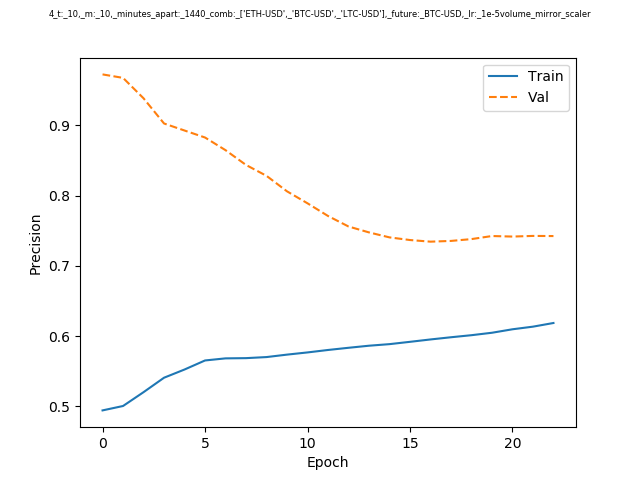 4_t:_10,_m:_10,_minutes_apart:_1440_comb:_['ETH-USD',_'BTC-USD',_'LTC-USD'],_future:_BTC-USD,_lr:_1e-5volume_mirror_scaler
Train
Val
0.9
0.8
0.7
0.6
0.5
Precision
0 5 10 15 20
Epoch